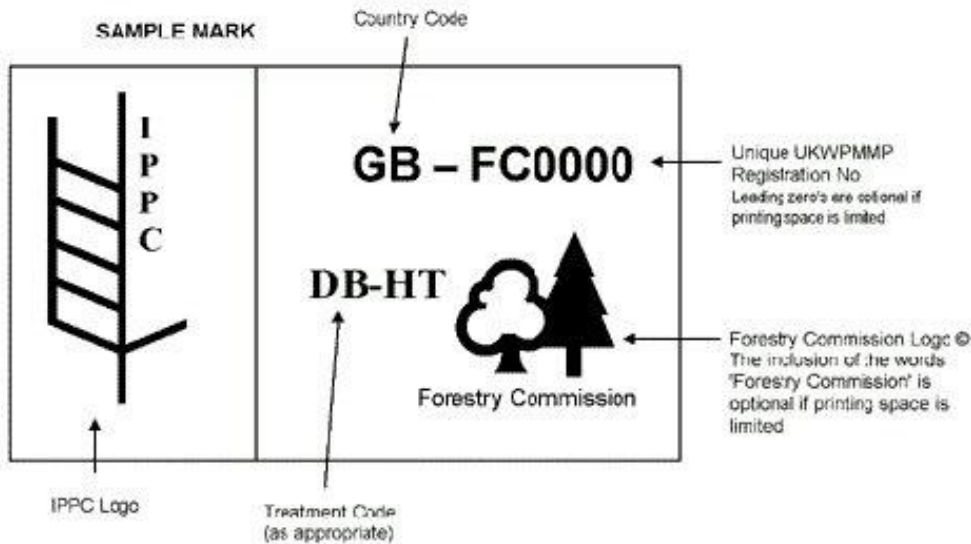 Country Code
SAMPLE MARK
I
P
P
C
GB – FC0000
Unique UKWPMMP
Registration No
Leading zero's are optional if
printing space is limited
DB-HT
Forestry Commission
Forestry Commission Logo ©
The inclusion of the words
'Forestry Commission' is
optional if printing space is
limited
IPPC Logo
Treatment Code
(as appropriate)